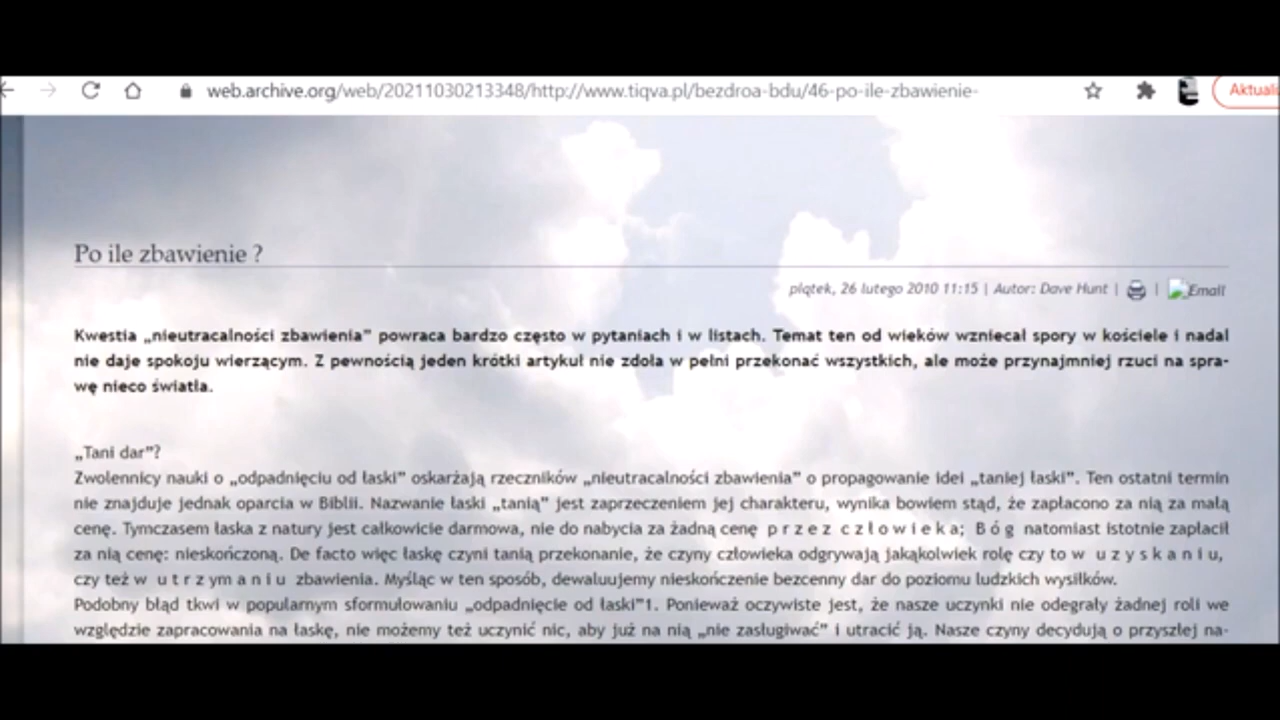 web.archive.org/web/20211030213348/http://www.tiqva.pl/bezdroa-bdu/46-po-ile-zbawienie-
Aktuali
Po ile zbawienie ?
piątek, 26 lutego 2010 11:15 | Autor: Dave Hunt | | Email
Kwestia „nieutracalności zbawienia” powraca bardzo często w pytaniach i w listach. Temat ten od wieków wzniecał spory w kościele i nadal
nie daje spokoju wierzącym. Z pewnością jeden krótki artykuł nie zdoła w pełni przekonać wszystkich, ale może przynajmniej rzuci na spra-
wę nieco światła.
„Tani dar”?
Zwolennicy nauki o „odpadnięciu od łaski” oskarżają rzeczników „nieutracalności zbawienia” o propagowanie idei „taniej łaski”. Ten ostatni termin
nie znajduje jednak oparcia w Biblii. Nazwanie łaski „tanią” jest zaprzeczeniem jej charakteru, wynika bowiem stąd, że zapłacono za nią za małą
cenę. Tymczasem łaska z natury jest całkowicie darmowa, nie do nabycia za żadną cenę p r z e z c z ł o w i e k a; B ó g natomiast istotnie zapłacił
za nią cenę: nieskończoną. De facto więc łaskę czyni tanią przekonanie, że czyny człowieka odgrywają jakąkolwiek rolę czy to w u z y s k a n i u,
czy też w u t r z y m a n i u zbawienia. Myśląc w ten sposób, dewaluujemy nieskończenie bezcenny dar do poziomu ludzkich wysiłków.
Podobny błąd tkwi w popularnym sformułowaniu „odpadnięcie od łaski”1. Ponieważ oczywiste jest, że nasze uczynki nie odegrały żadnej roli we
względzie zapracowania na łaskę, nie możemy też uczynić nic, aby już na nią „nie zasługiwać” i utracić ją. Nasze czyny decydują o przyszłej na-